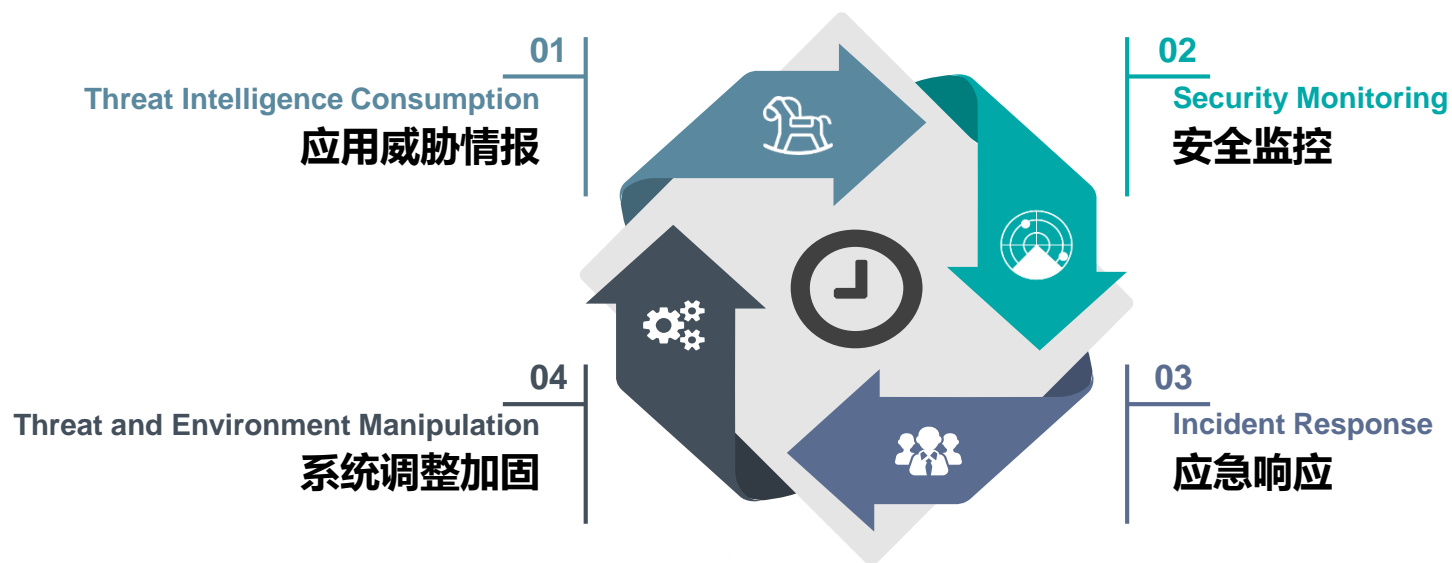 01
Threat Intelligence Consumption
应用威胁情报
02
Security Monitoring
安全监控
03
Incident Response
应急响应
04
Threat and Environment Manipulation
系统调整加固